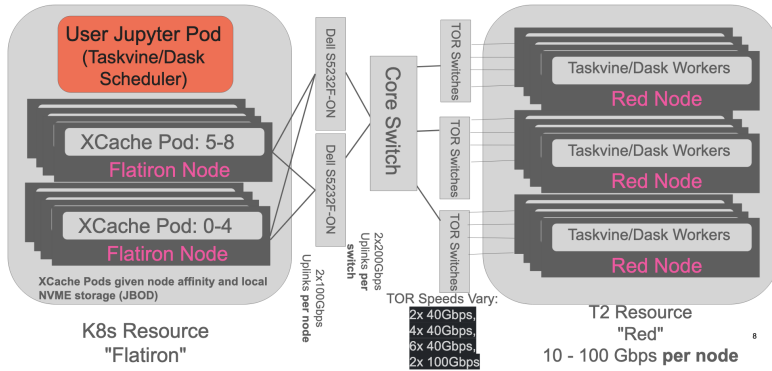 User Jupyter Pod
(Taskvine/Dask
Scheduler)
XCache Pod: 5-8
Flatiron Node
XCache Pod: 0-4
Flatiron Node
XCache Pods given node affinity and local
NVME storage (JBOD)
K8s Resource
"Flatiron"
Dell S5232F-ON
Dell S5232F-ON
2x100Gbps
Uplinks per node
2x200Gbps
Uplinks per
switch
Core Switch
TOR Switches
TOR Switches
TOR Switches
TOR Speeds Vary:
2x 40Gbps,
4x 40Gbps,
6x 40Gbps,
2x 100Gbps
Taskvine/Dask Workers
Red Node
Taskvine/Dask Workers
Red Node
Taskvine/Dask Workers
Red Node
T2 Resource
"Red"
10 - 100 Gbps per node
8